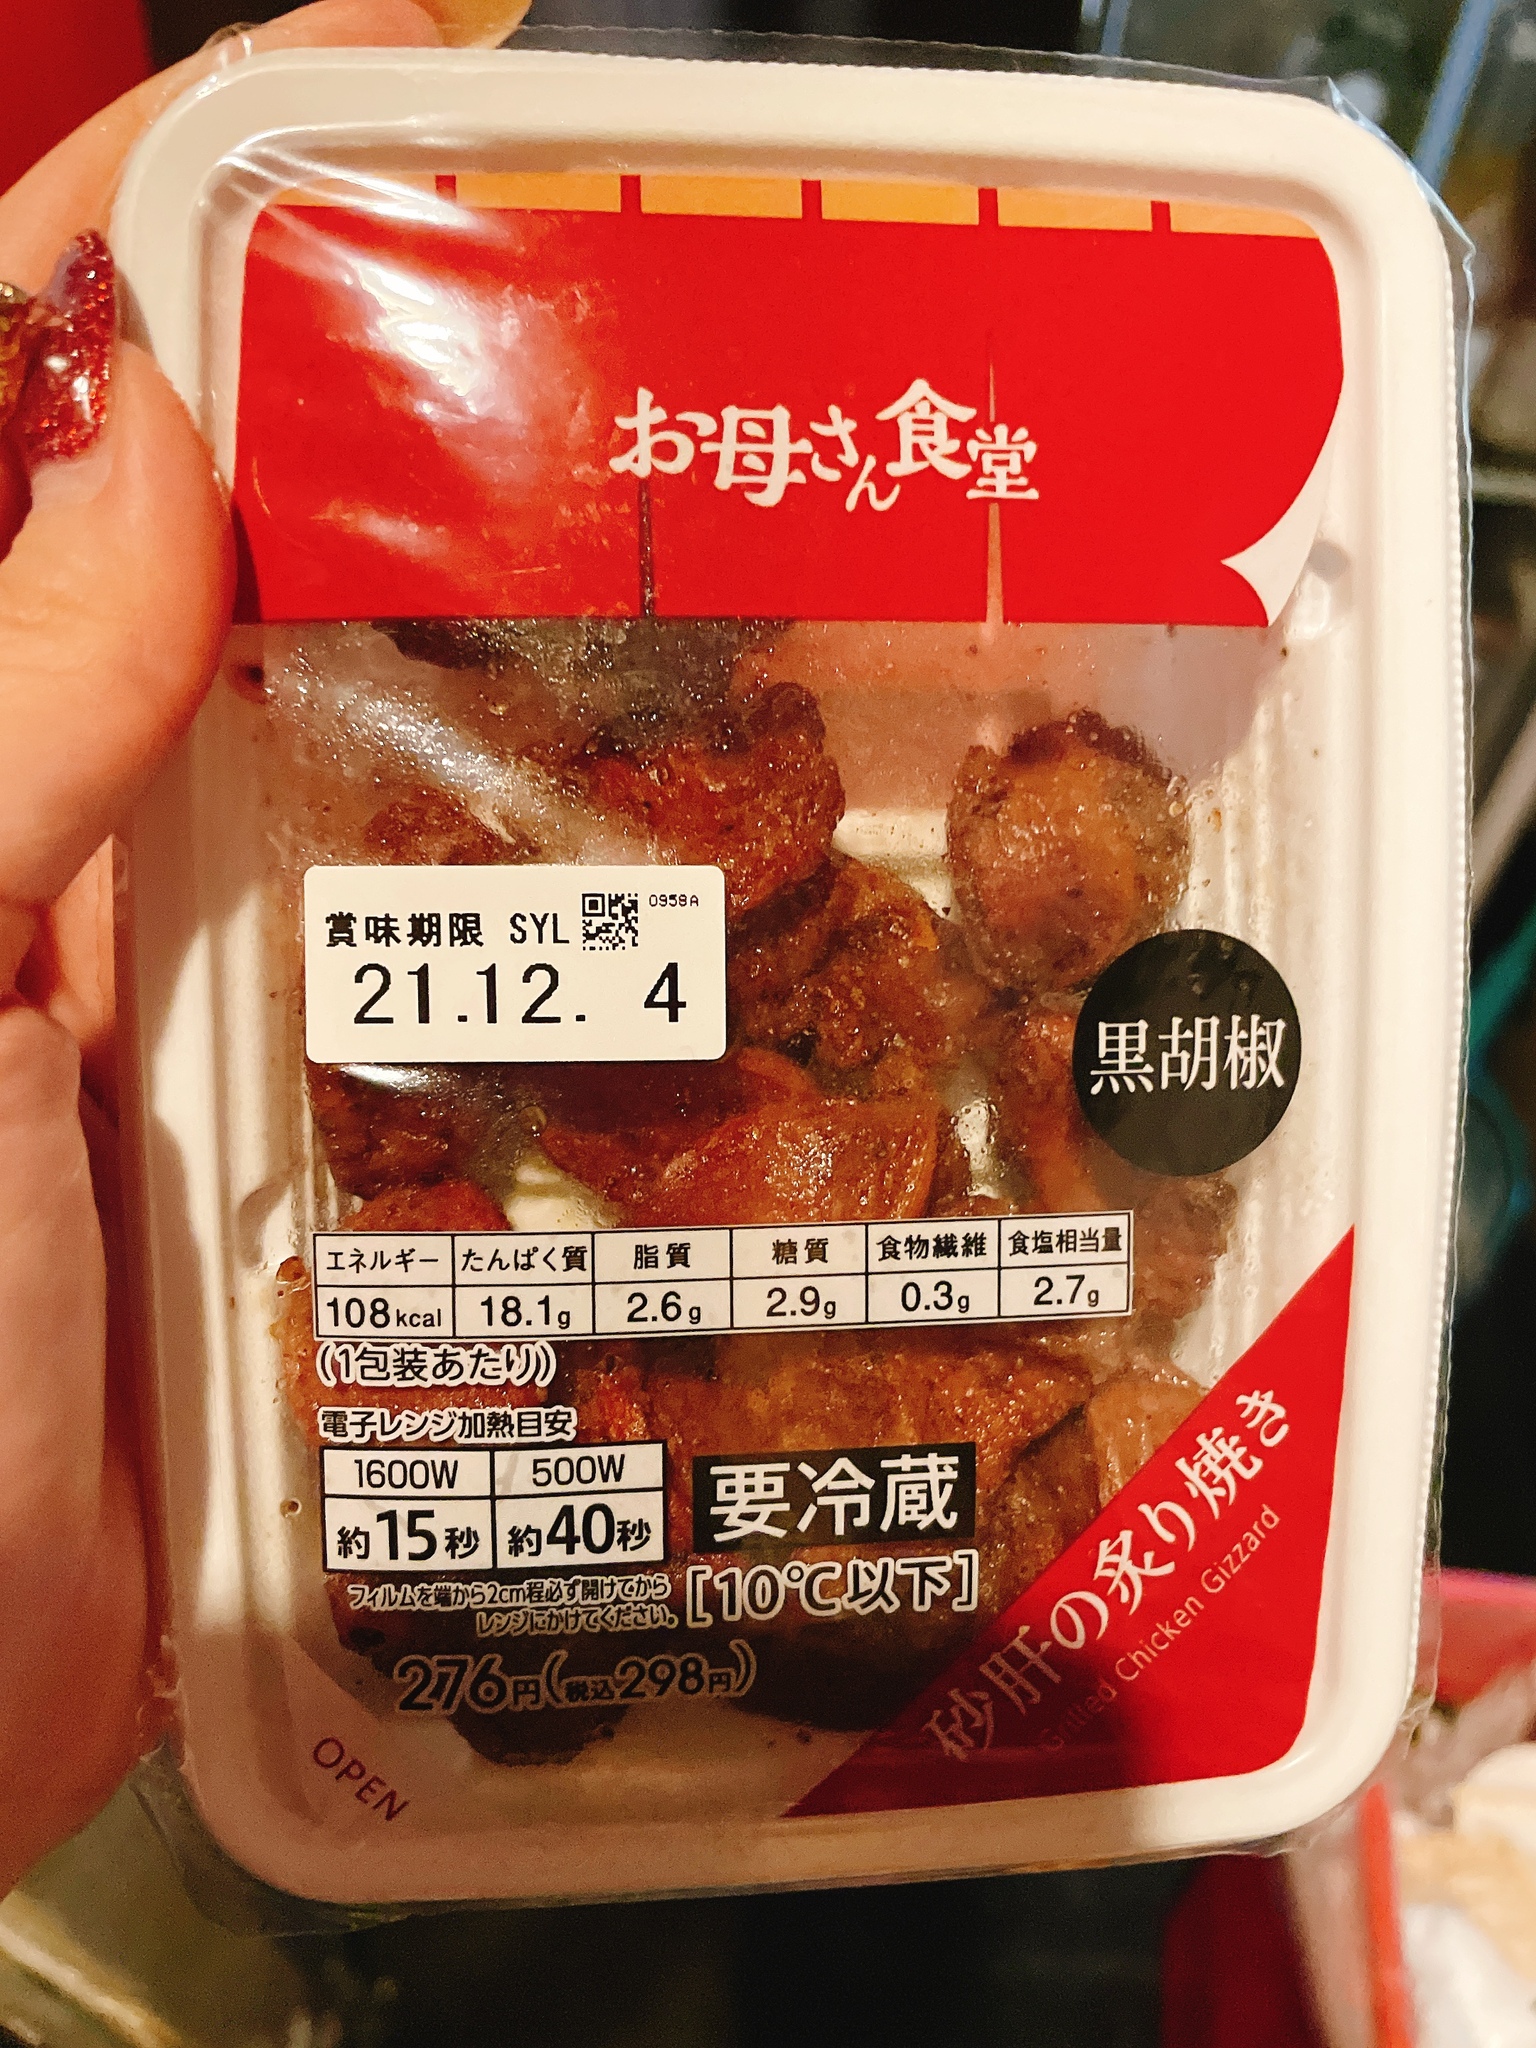 お母さん食堂
賞味期限 SYL 0958A
21.12. 4
黒胡椒
エネルギー たんぱく質 脂質 糖質 食物繊維 食塩相当量
108kcal 18.1g 2.6g 2.9g 0.3g 2.7g
(1包装あたり)
電子レンジ加熱目安
1600W 500W
約15秒 約40秒
フィルムを端から2cm程必ず開けてから
レンジにかけてください。
要冷蔵
[10℃以下]
276円(税込298円)
砂肝の炙り焼き
Grilled Chicken Gizzard
OPEN